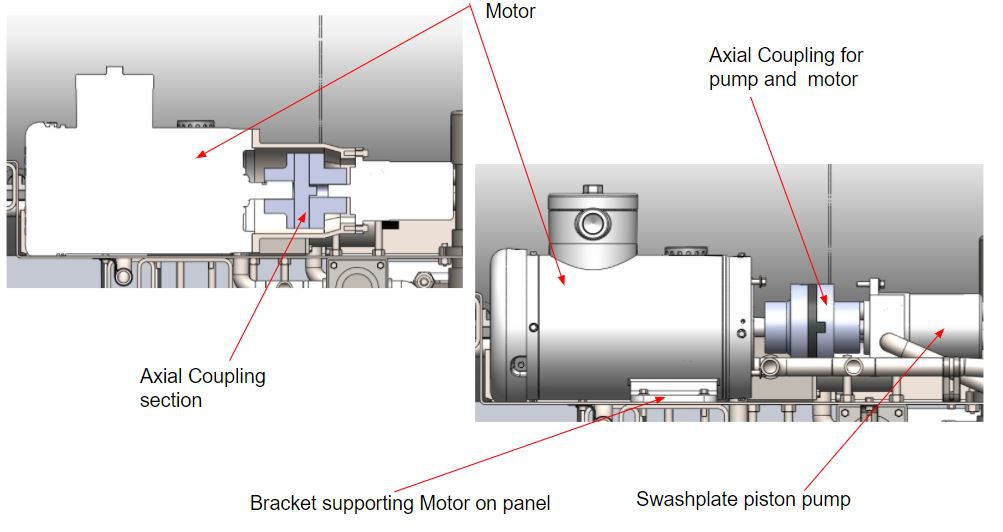 Motor
Axial Coupling for
pump and motor
Axial Coupling
section
Bracket supporting Motor on panel
Swashplate piston pump